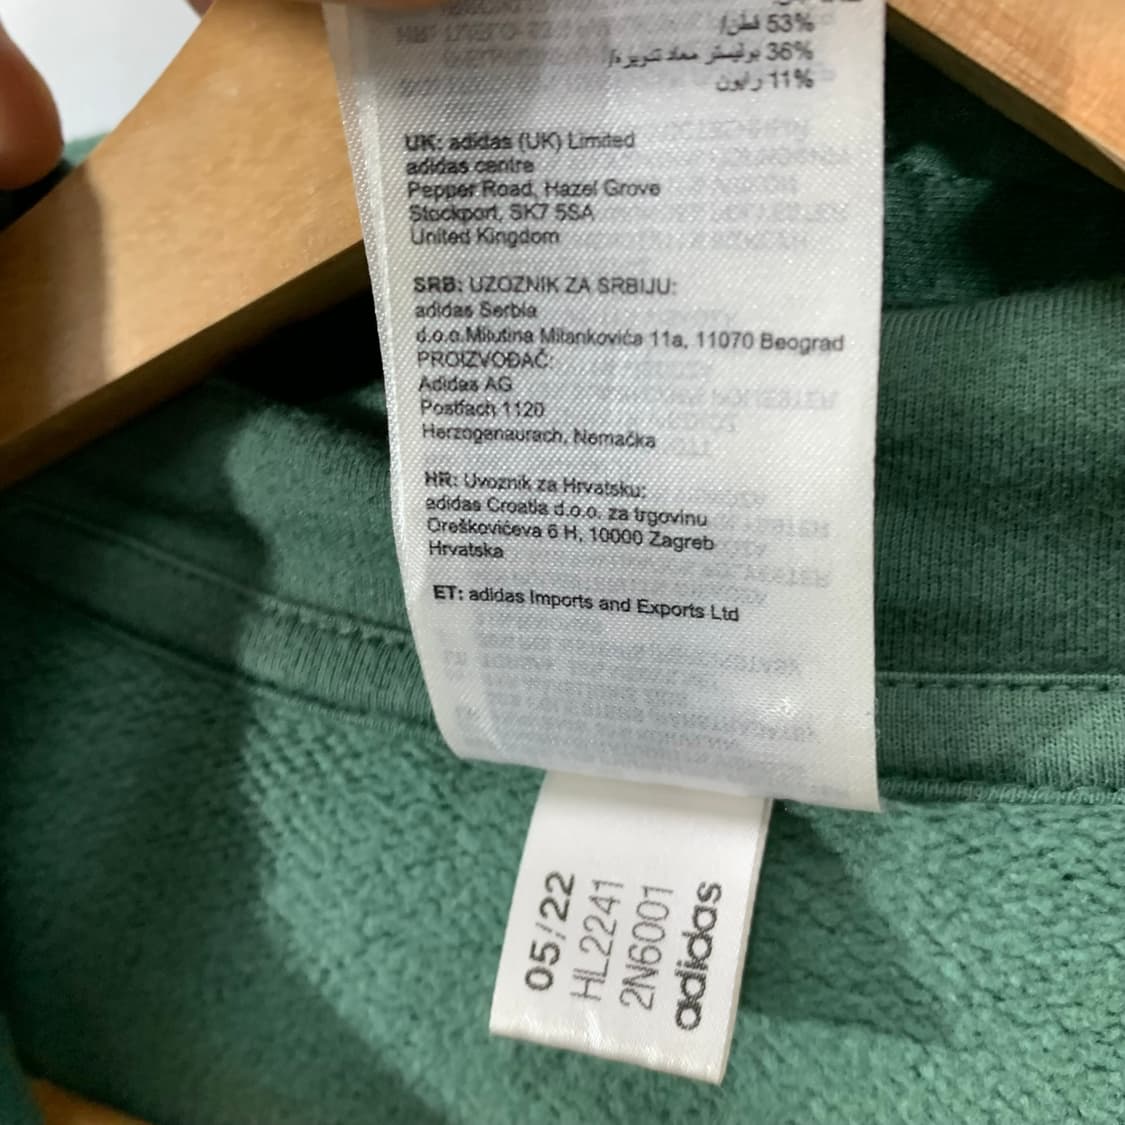 53% قطن/
36% بوليستر معاد تدويره/
11% رايون
UK: adidas (UK) Limited
adidas centre
Pepper Road, Hazel Grove
Stockport, SK7 5SA
United Kingdom
SRB: UZOZNIK ZA SRBIJU:
adidas Serbia
d.o.o.Milutina Milankovića 11a, 11070 Beograd
PROIZVOĐAČ:
Adidas AG
Postfach 1120
Herzogenaurach, Nemačka
HR: Uvoznik za Hrvatsku:
adidas Croatia d.o.o. za trgovinu
Oreškovićeva 6 H, 10000 Zagreb
Hrvatska
ET: adidas Imports and Exports Ltd
05/22
HL2241
2N6001
adidas